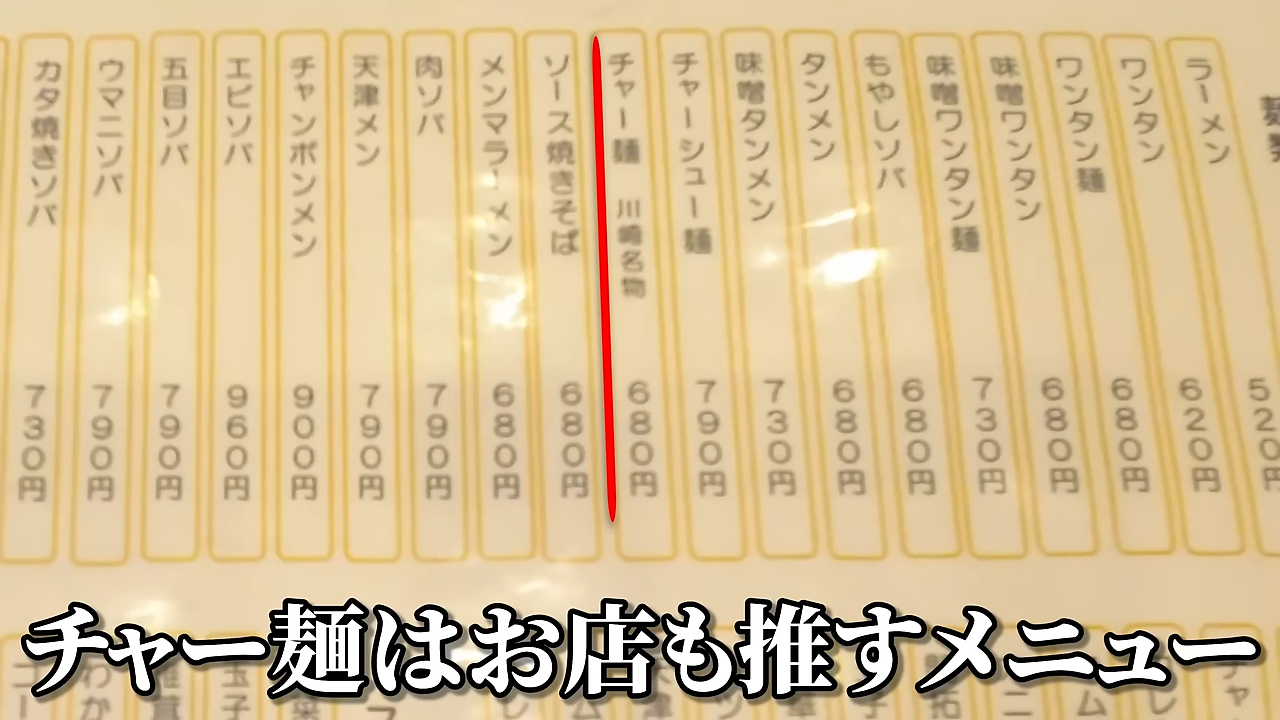 麺類
ラーメン 520円
ワンタン 620円
ワンタン麺 680円
味噌ワンタン 680円
味噌ワンタン麺 730円
もやしソバ 680円
タンメン 680円
味噌タンメン 730円
チャーシュー麺 790円
チャー麺 川崎名物 680円
ソース焼きそば 680円
メンマラーメン 680円
肉ソバ 790円
天津メン 790円
チャンポンメン 900円
エビソバ 960円
五目ソバ 790円
ウマニソバ 790円
カタ焼きソバ 730円
チャー麺はお店も推すメニュー